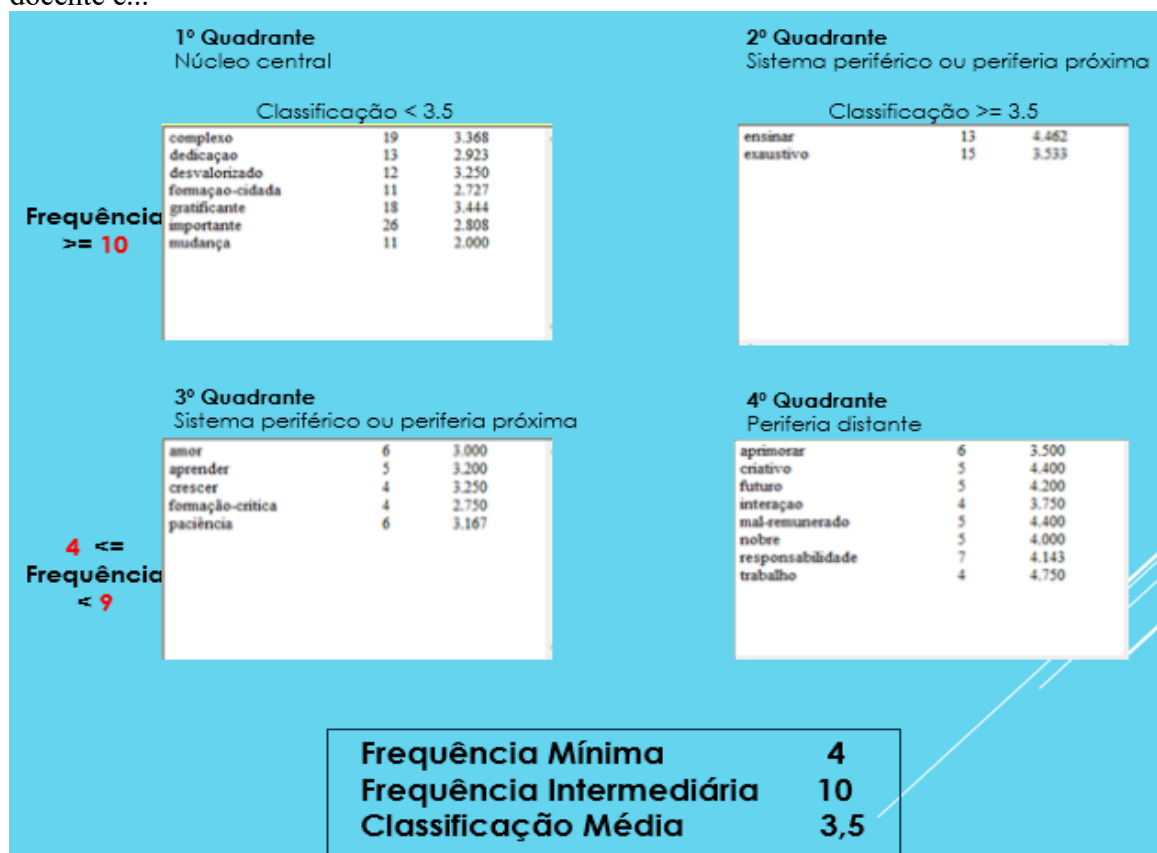 docente é...
1º Quadrante
Núcleo central
Classificação < 3.5
Frequência
>= 10
complexo 19 3.368
dedicaçao 13 2.923
desvalorizado 12 3.250
formaçao-cidada 11 2.727
gratificante 18 3.444
importante 26 2.808
mudança 11 2.000
2º Quadrante
Sistema periférico ou periferia próxima
Classificação >= 3.5
ensinar 13 4.462
exaustivo 15 3.533
3º Quadrante
Sistema periférico ou periferia próxima
4 <=
Frequência
< 9
amor 6 3.000
aprender 5 3.200
crescer 4 3.250
formação-critica 4 2.750
paciência 6 3.167
4º Quadrante
Periferia distante
aprimorar 6 3.500
criativo 5 4.400
futuro 5 4.200
interaçao 4 3.750
mal-remunerado 5 4.400
nobre 5 4.000
responsabilidade 7 4.143
trabalho 4 4.750
Frequência Mínima 4
Frequência Intermediária 10
Classificação Média 3,5